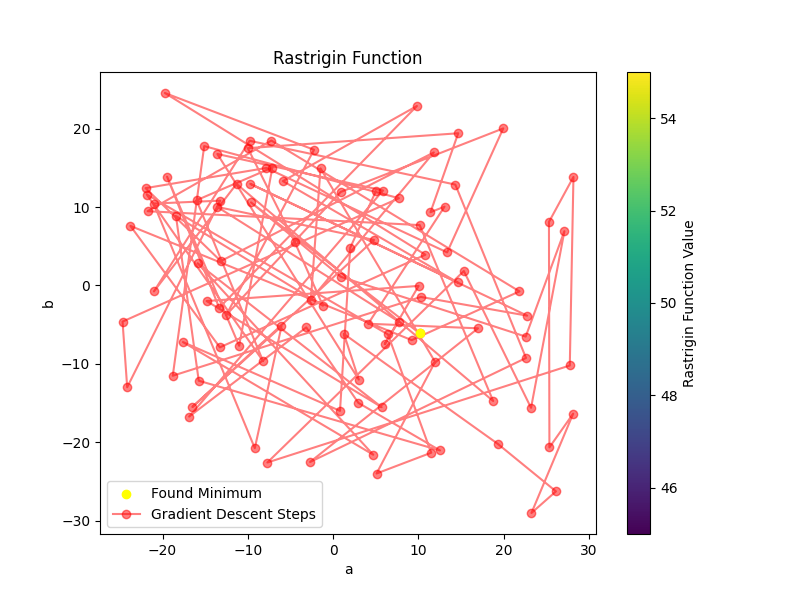 Rastrigin Function
20
10
0
−10
−20
−30
b
−20
−10
0
10
20
30
a
Found Minimum
Gradient Descent Steps
54
52
50
48
46
Rastrigin Function Value